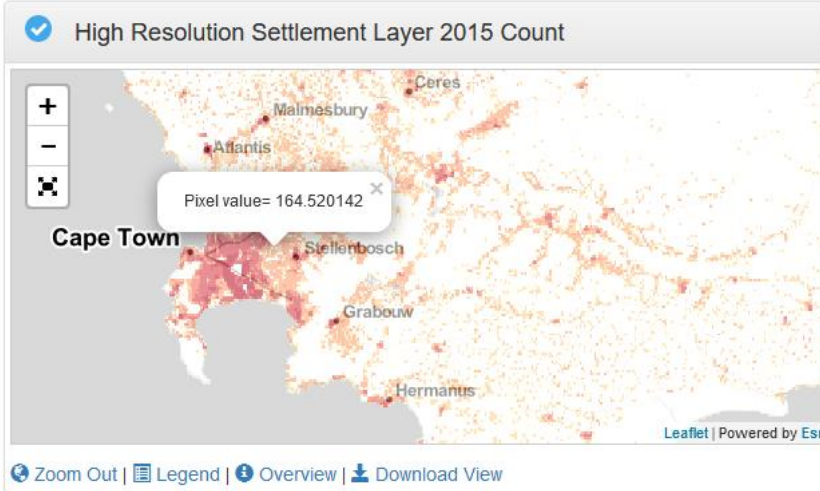 High Resolution Settlement Layer 2015 Count
+
−
Ceres
Malmesbury
Atlantis
Pixel value= 164.520142 ×
Cape Town
Stellenbosch
Grabouw
Hermanus
Leaflet | Powered by Esr
Zoom Out | Legend | Overview | Download View